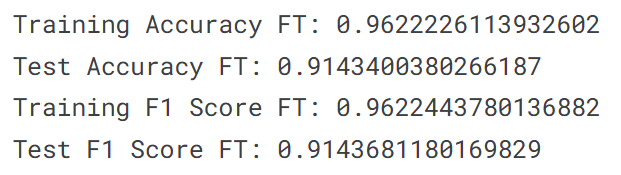 Training Accuracy FT: 0.9622226113932602
Test Accuracy FT: 0.9143400380266187
Training F1 Score FT: 0.9622443780136882
Test F1 Score FT: 0.9143681180169829